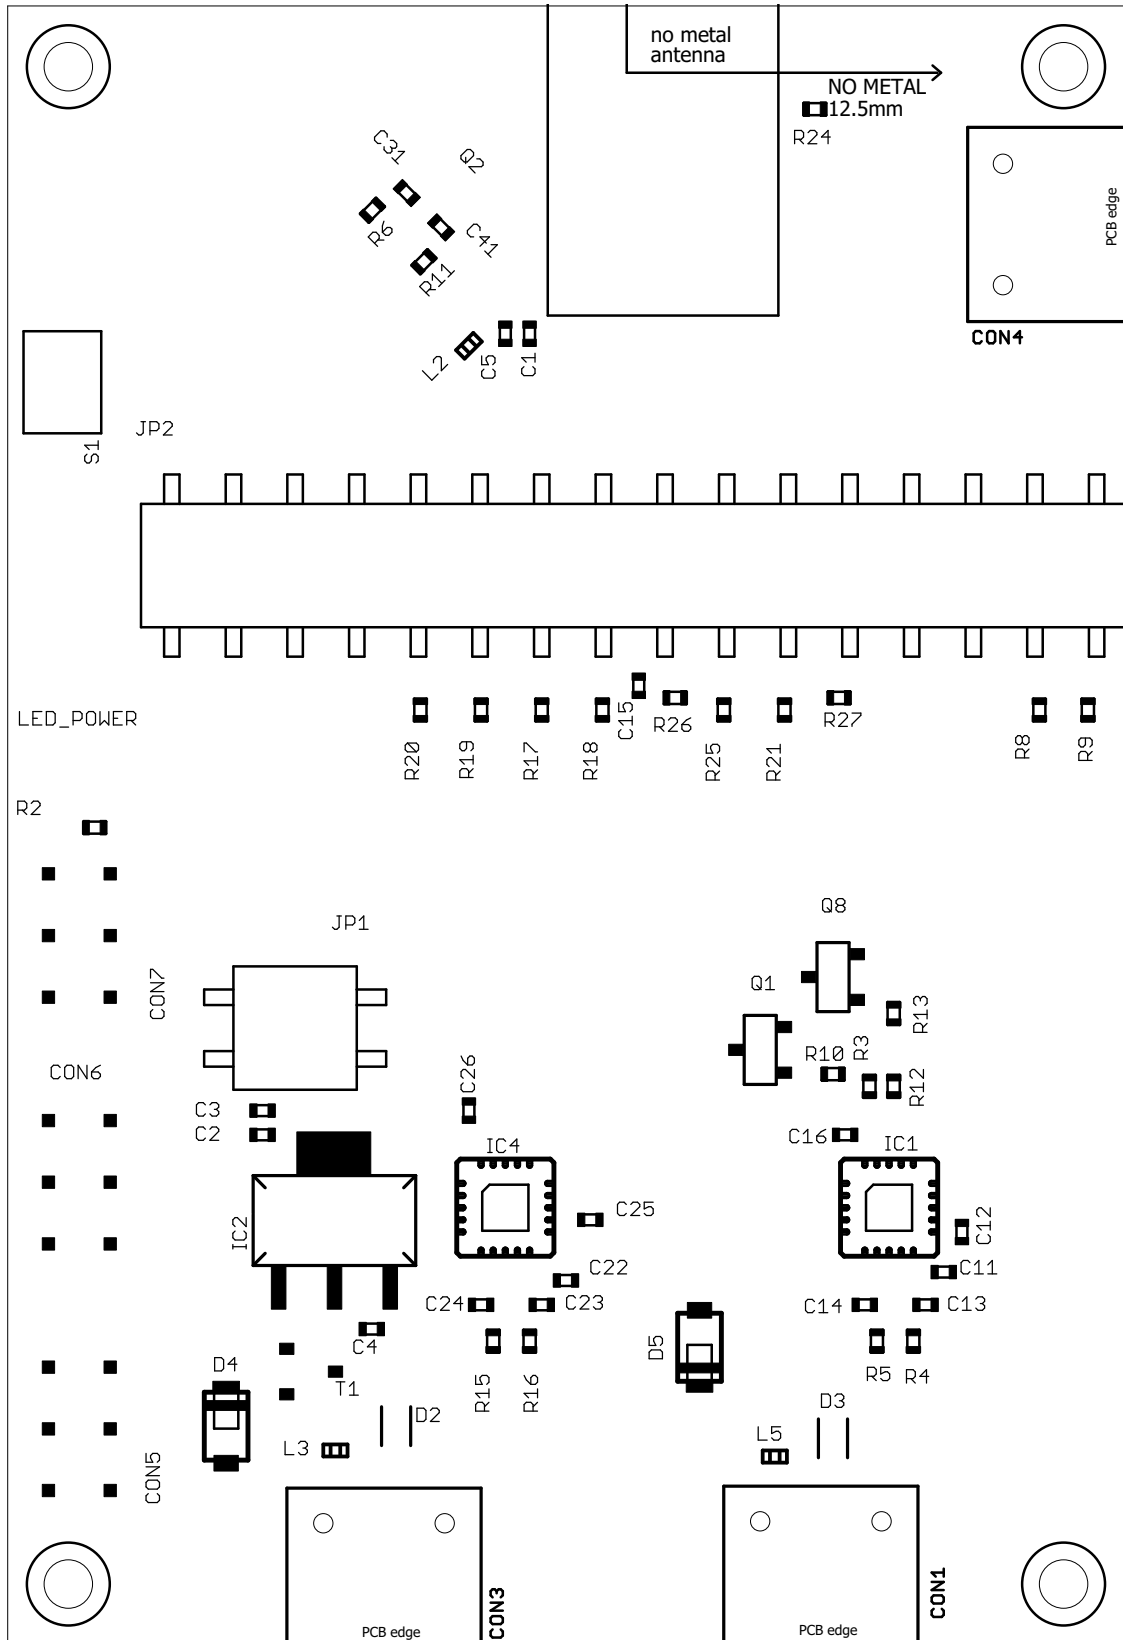 no metal
antenna
NO METAL
12.5mm
R24
C31
Q2
R6
C41
R11
PCB edge
CON4
L2
C5
C1
S1
JP2
LED_POWER
R20
R19
R17
R18
C15
R26
R25
R21
R27
R8
R9
R2
JP1
Q8
CON7
Q1
R13
R3
R10
CON6
C26
R12
C3
C2
IC4
C16
IC1
IC2
C25
C12
C22
C11
C24
C23
C14
C13
C4
D5
D4
T1
R15
R16
R5
R4
D2
D3
L3
L5
CON5
CON3
CON1
PCB edge
PCB edge